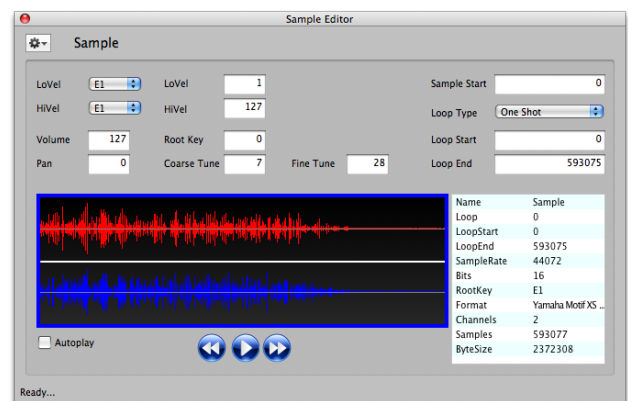 Sample Editor
Sample
LoVel E1 LoVel 1 Sample Start 0
HiVel E1 HiVel 127 Loop Type One Shot
Volume 127 Root Key 0 Loop Start 0
Pan 0 Coarse Tune 7 Fine Tune 28 Loop End 593075
Name Sample
Loop 0
LoopStart 0
LoopEnd 593075
SampleRate 44072
Bits 16
RootKey E1
Format Yamaha Motif XS ...
Channels 2
Samples 593077
ByteSize 2372308
Autoplay
Ready...